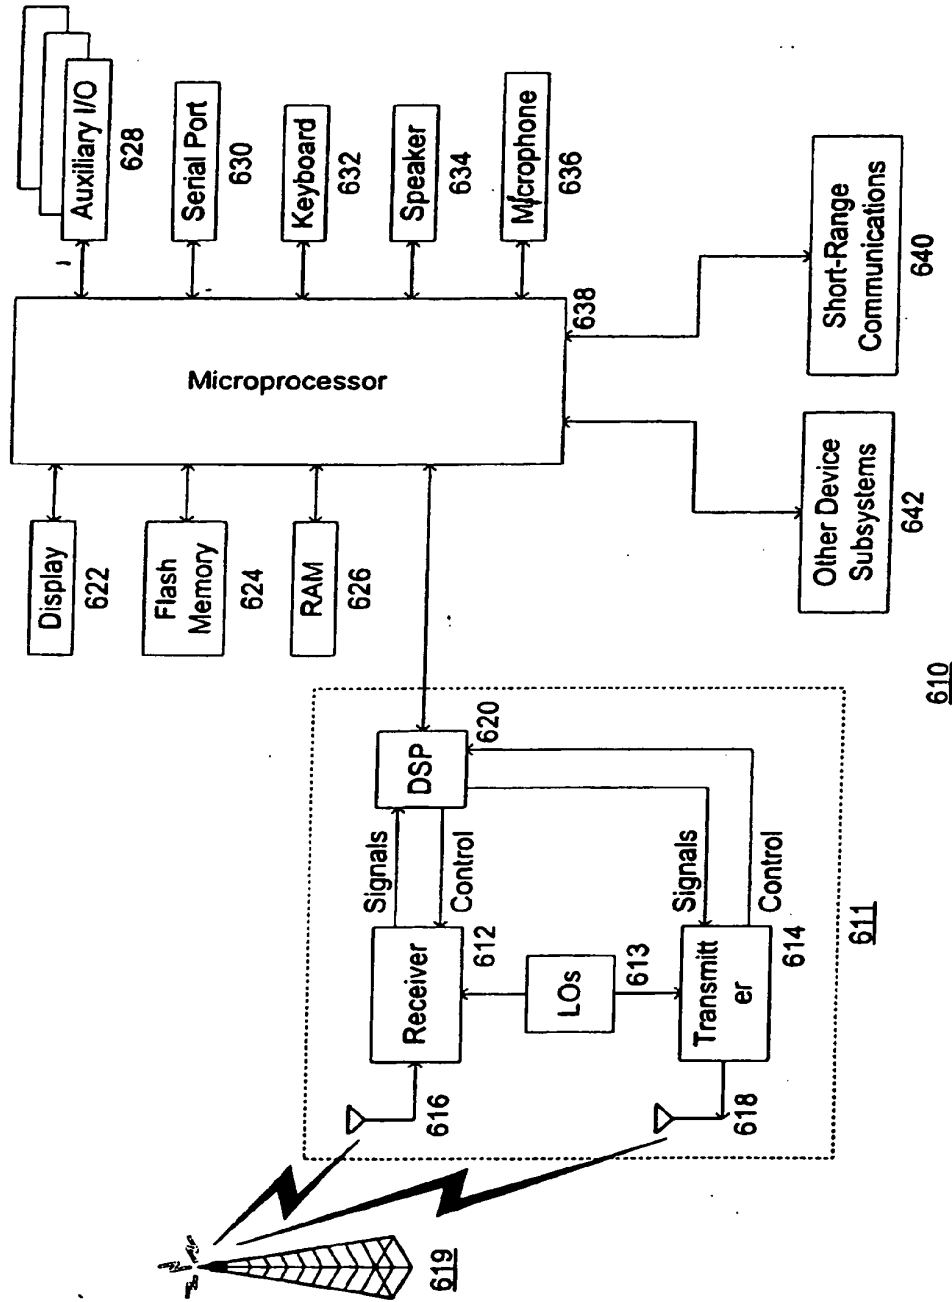 Display
622
Flash
Memory
624
RAM
626
Microprocessor
638
Auxiliary I/O
628
Serial Port
630
Keyboard
632
Speaker
634
Microphone
636
Short-Range
Communications
640
Other Device
Subsystems
642
DSP
620
Signals
Control
Receiver
612
LOs
613
Signals
Control
Transmitt
er
614
616
618
611
619
610